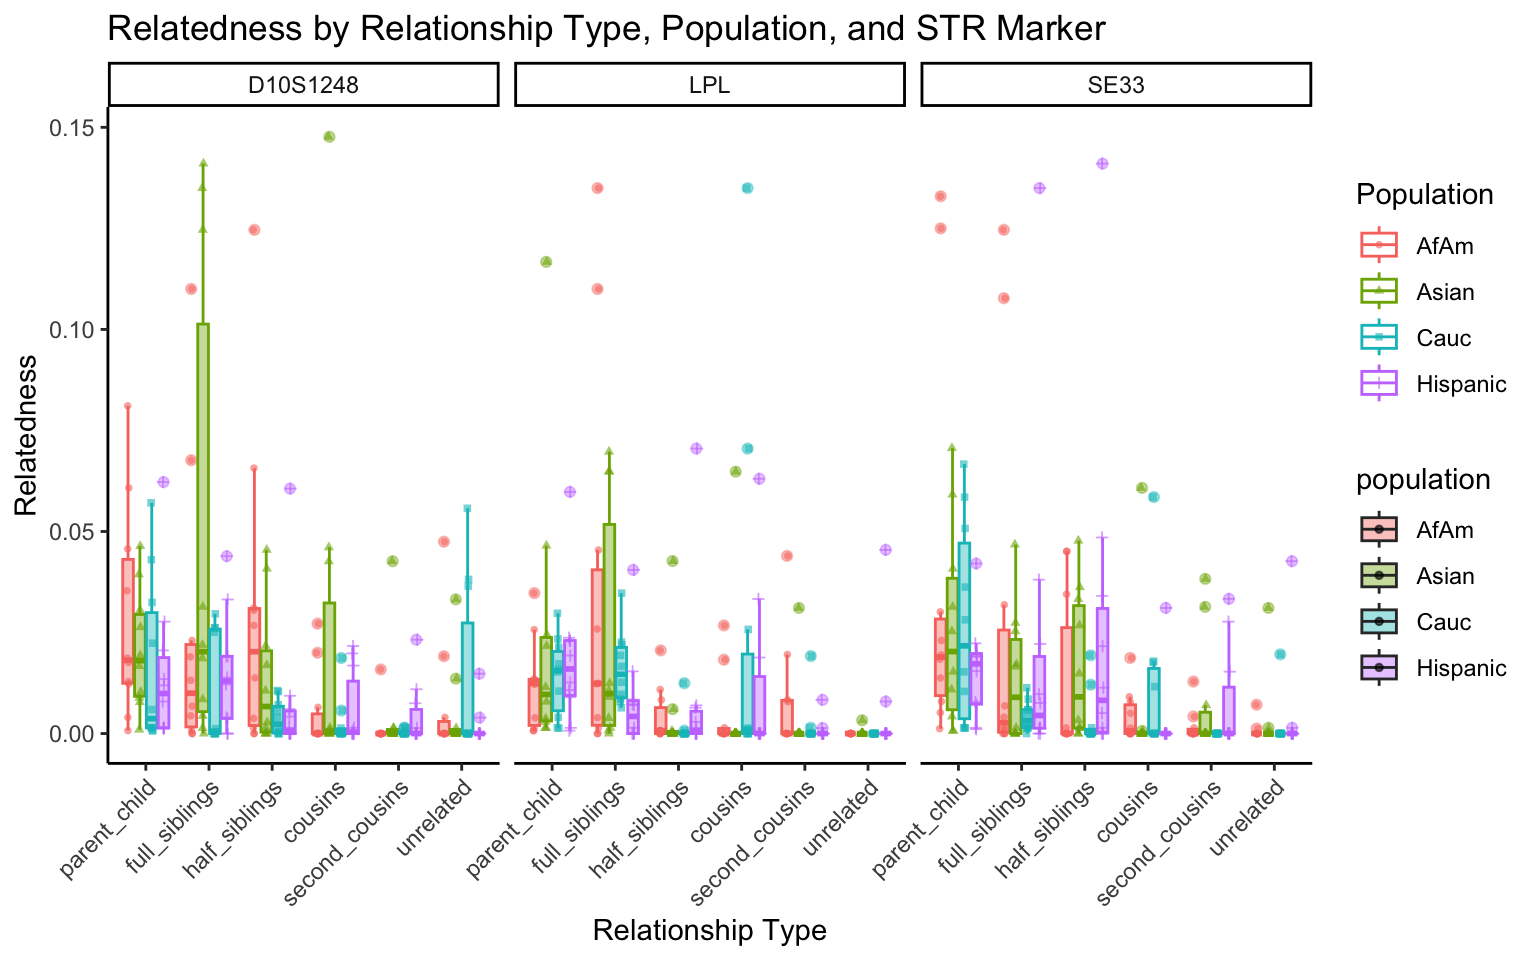 Relatedness by Relationship Type, Population, and STR Marker
D10S1248
LPL
SE33
0.15
0.10
0.05
0.00
Relatedness
parent_child
full_siblings
half_siblings
cousins
second_cousins
unrelated
parent_child
full_siblings
half_siblings
cousins
second_cousins
unrelated
parent_child
full_siblings
half_siblings
cousins
second_cousins
unrelated
Relationship Type
Population
AfAm
Asian
Cauc
Hispanic
population
AfAm
Asian
Cauc
Hispanic